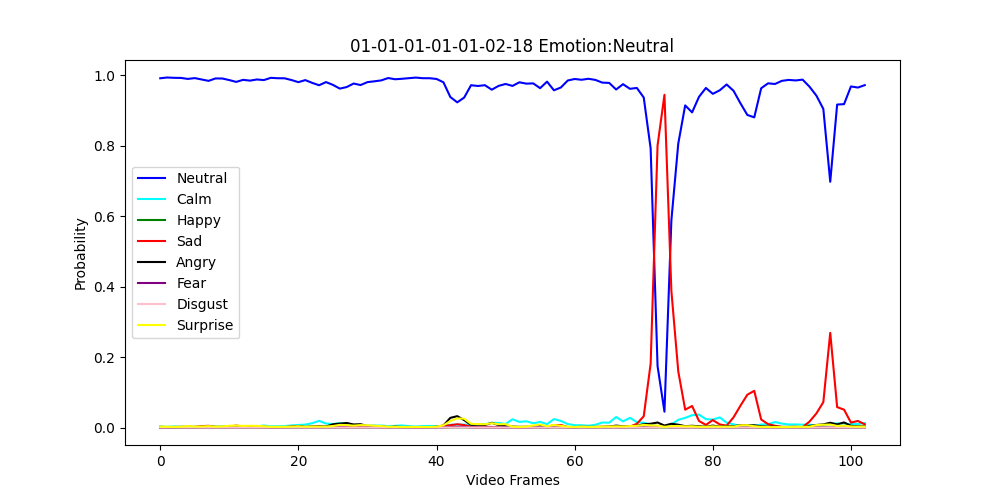 01-01-01-01-01-02-18 Emotion:Neutral
1.0
0.8
0.6
0.4
0.2
0.0
Probability
Neutral
Calm
Happy
Sad
Angry
Fear
Disgust
Surprise
0 20 40 60 80 100
Video Frames